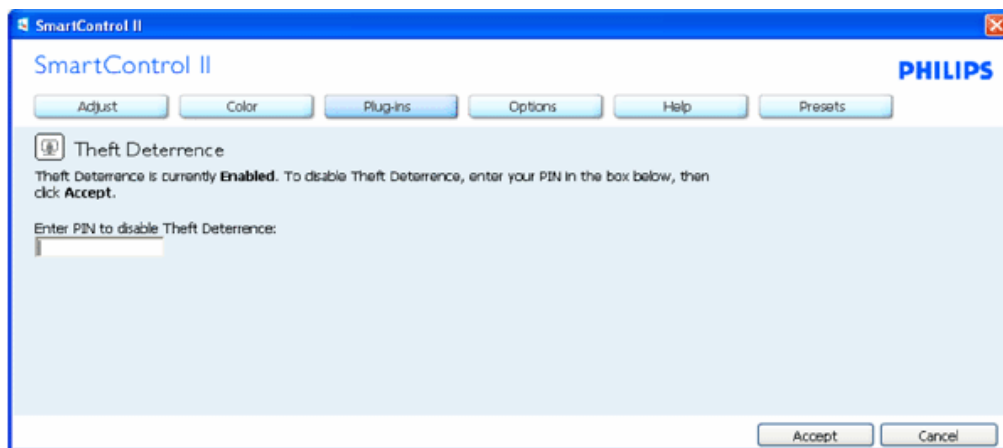 SmartControl II
SmartControl II
PHILIPS
Adjust
Color
Plug-ins
Options
Help
Presets
Theft Deterrence
Theft Deterrence is currently Enabled. To disable Theft Deterrence, enter your PIN in the box below, then
click Accept.
Enter PIN to disable Theft Deterrence:
Accept
Cancel